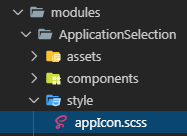 modules
ApplicationSelection
assets
components
style
appIcon.scss